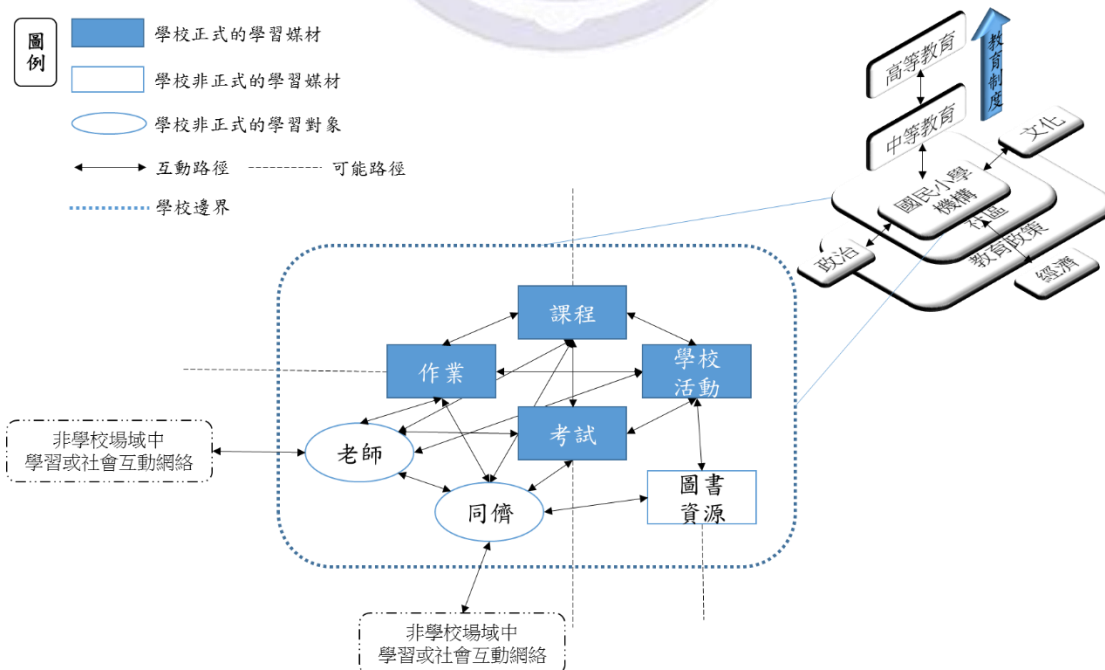 圖
例
學校正式的學習媒材
學校非正式的學習媒材
學校非正式的學習對象
互動路徑
可能路徑
學校邊界
高等教育
中等教育
教育制度
文化
國民小學
機構
社區
教育政策
政治
經濟
課程
作業
學校
活動
考試
老師
同儕
圖書
資源
非學校場域中
學習或社會互動網絡
非學校場域中
學習或社會互動網絡